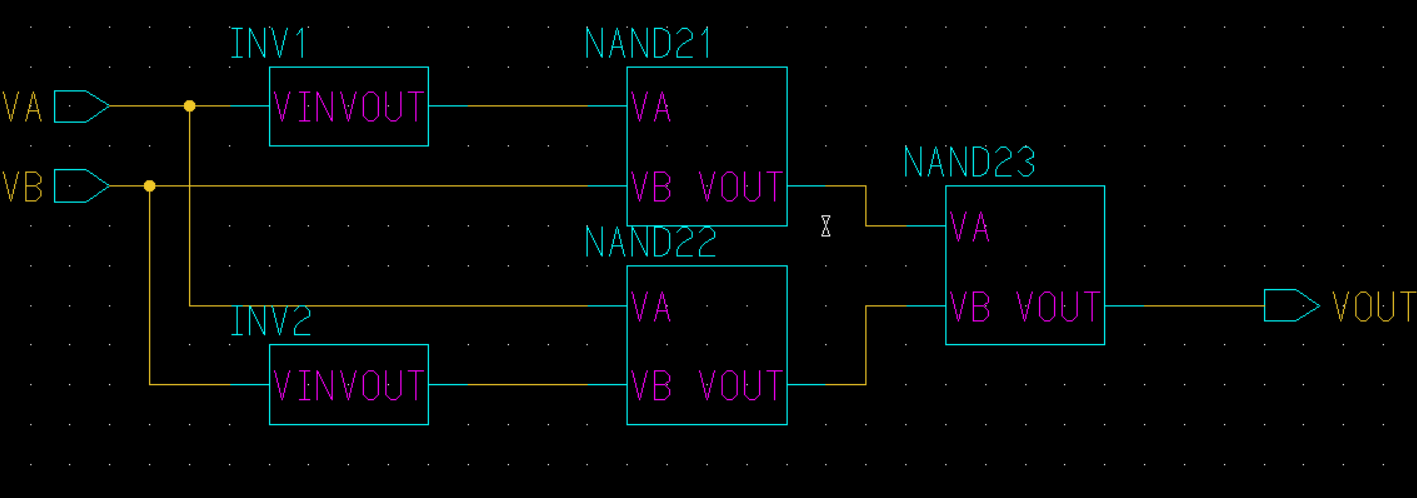 INV1
NAND21
VA
VINVOUT
VA
NAND23
VB
VB VOUT
VA
NAND22
INV2
VA
VB VOUT
VOUT
VINVOUT
VB VOUT